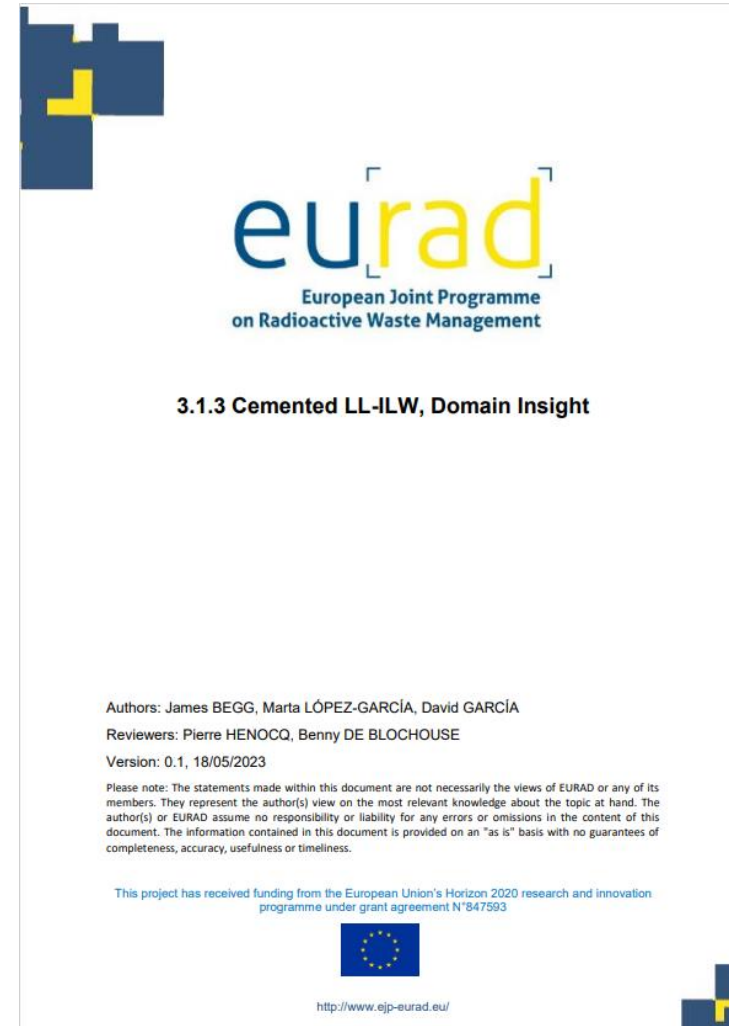 eurad
European Joint Programme
on Radioactive Waste Management
3.1.3 Cemented LL-ILW, Domain Insight
Authors: James BEGG, Marta LÓPEZ-GARCÍA, David GARCÍA
Reviewers: Pierre HENOCQ, Benny DE BLOCHOUSE
Version: 0.1, 18/05/2023
Please note: The statements made within this document are not necessarily the views of EURAD or any of its
members. They represent the author(s) view on the most relevant knowledge about the topic at hand. The
author(s) or EURAD assume no responsibility or liability for any errors or omissions in the content of this
document. The information contained in this document is provided on an "as is" basis with no guarantees of
completeness, accuracy, usefulness or timeliness.
This project has received funding from the European Union's Horizon 2020 research and innovation
programme under grant agreement N°847593
http://www.ejp-eurad.eu/